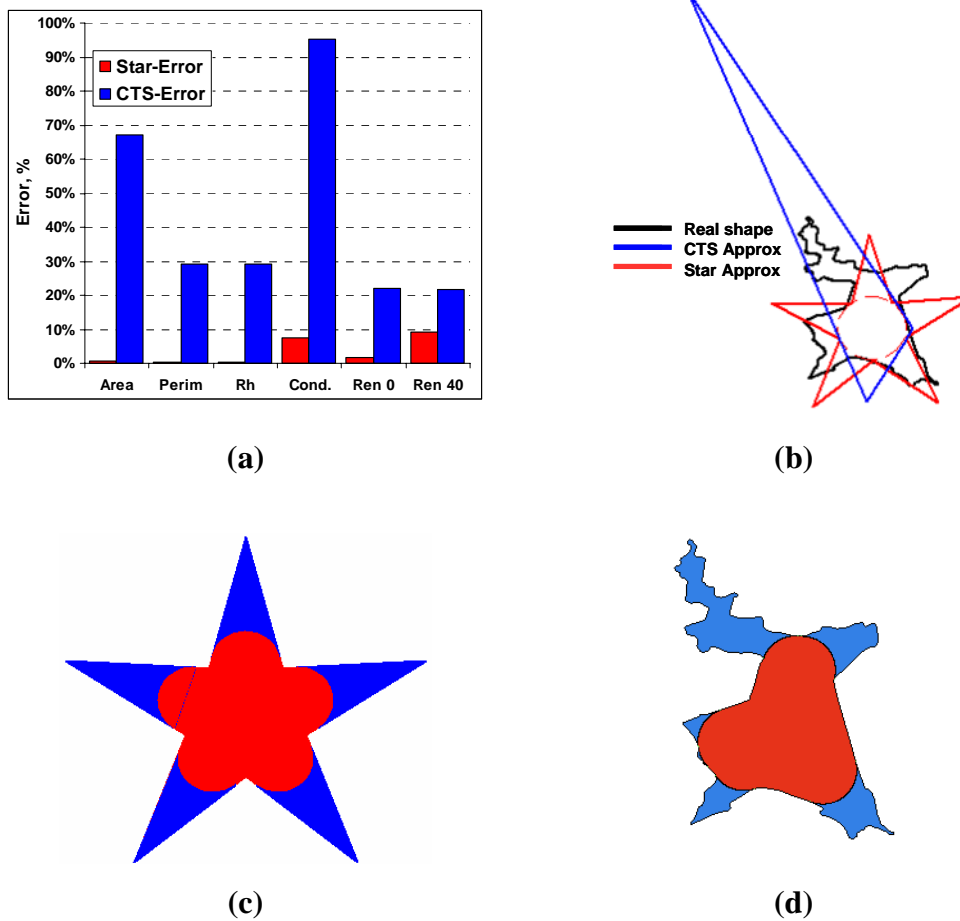 100%
90%
80%
70%
60%
50%
40%
30%
20%
10%
0%
Error, %
Star-Error
CTS-Error
Area Perim Rh Cond. Ren 0 Ren 40
(a)
Real shape
CTS Approx
Star Approx
(b)
(c)
(d)